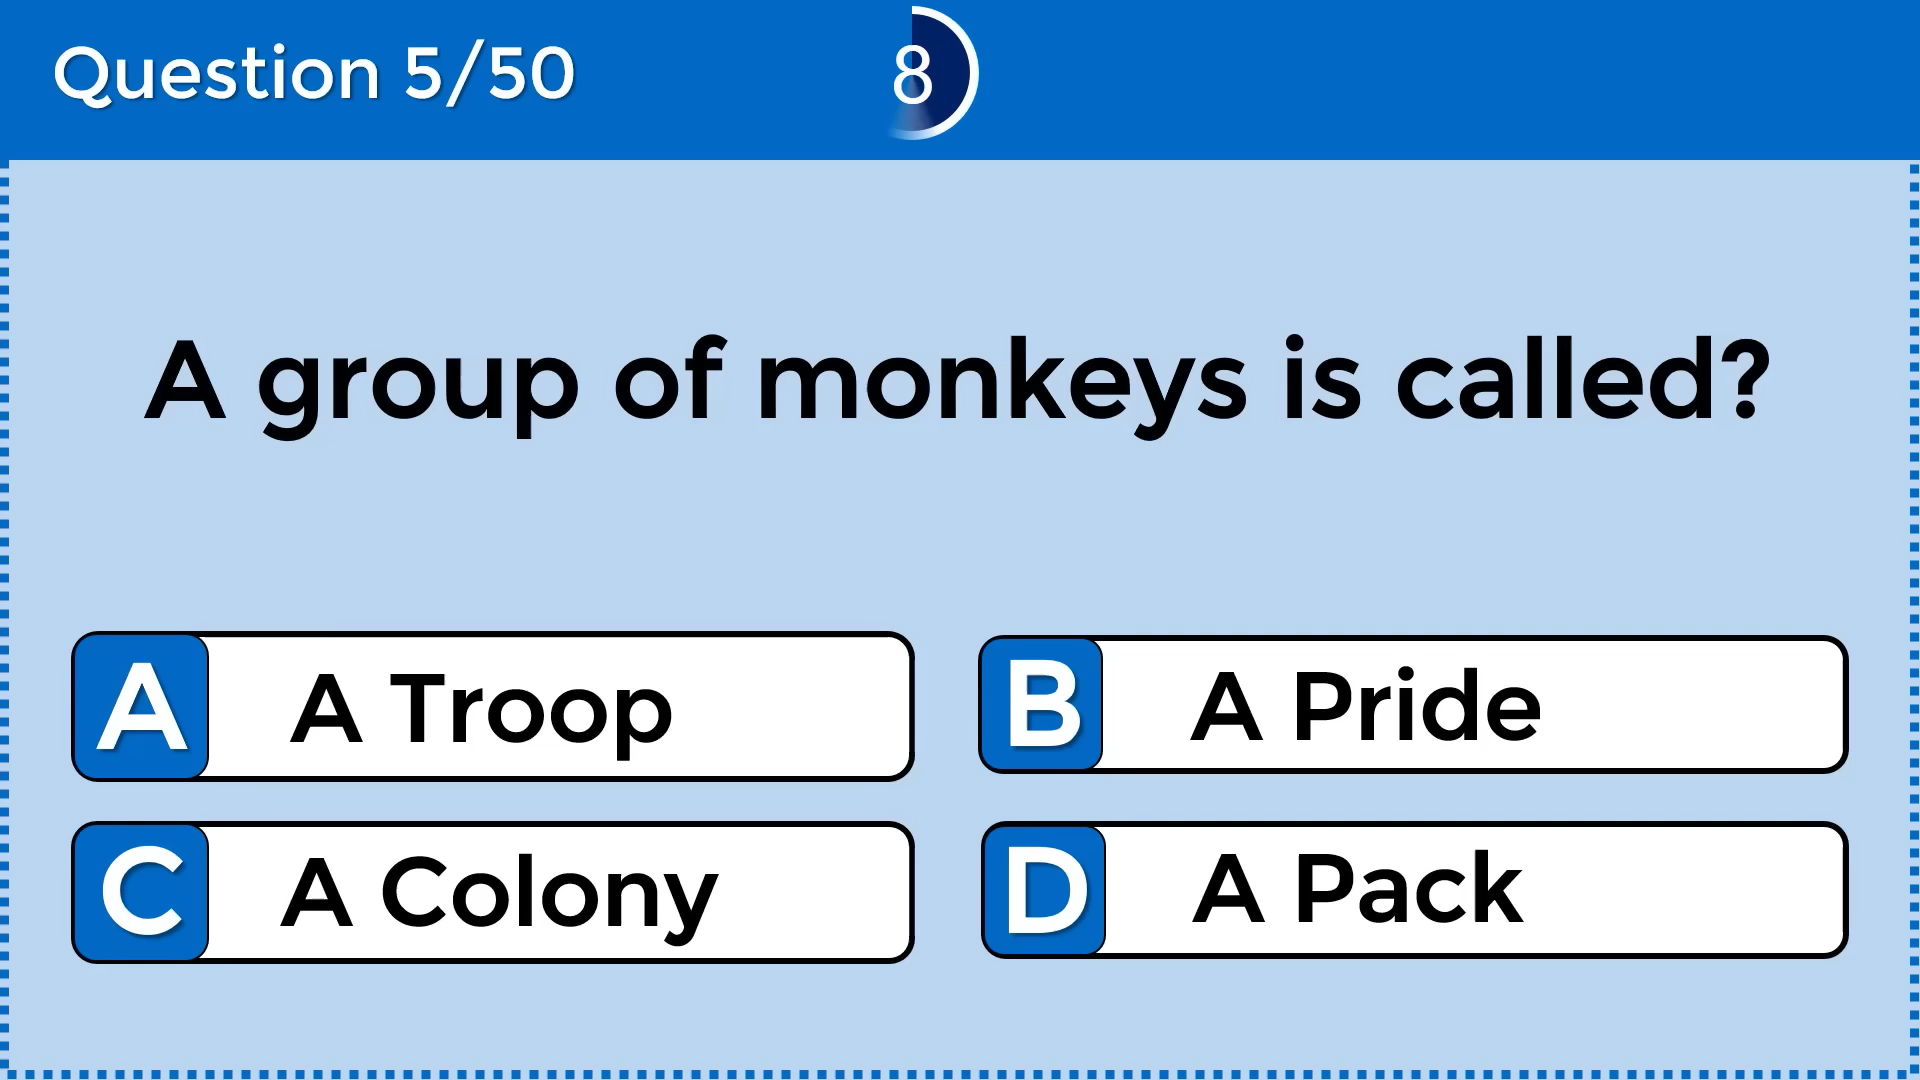 Question 5/50
8
A group of monkeys is called?
A A Troop
B A Pride
C A Colony
D A Pack